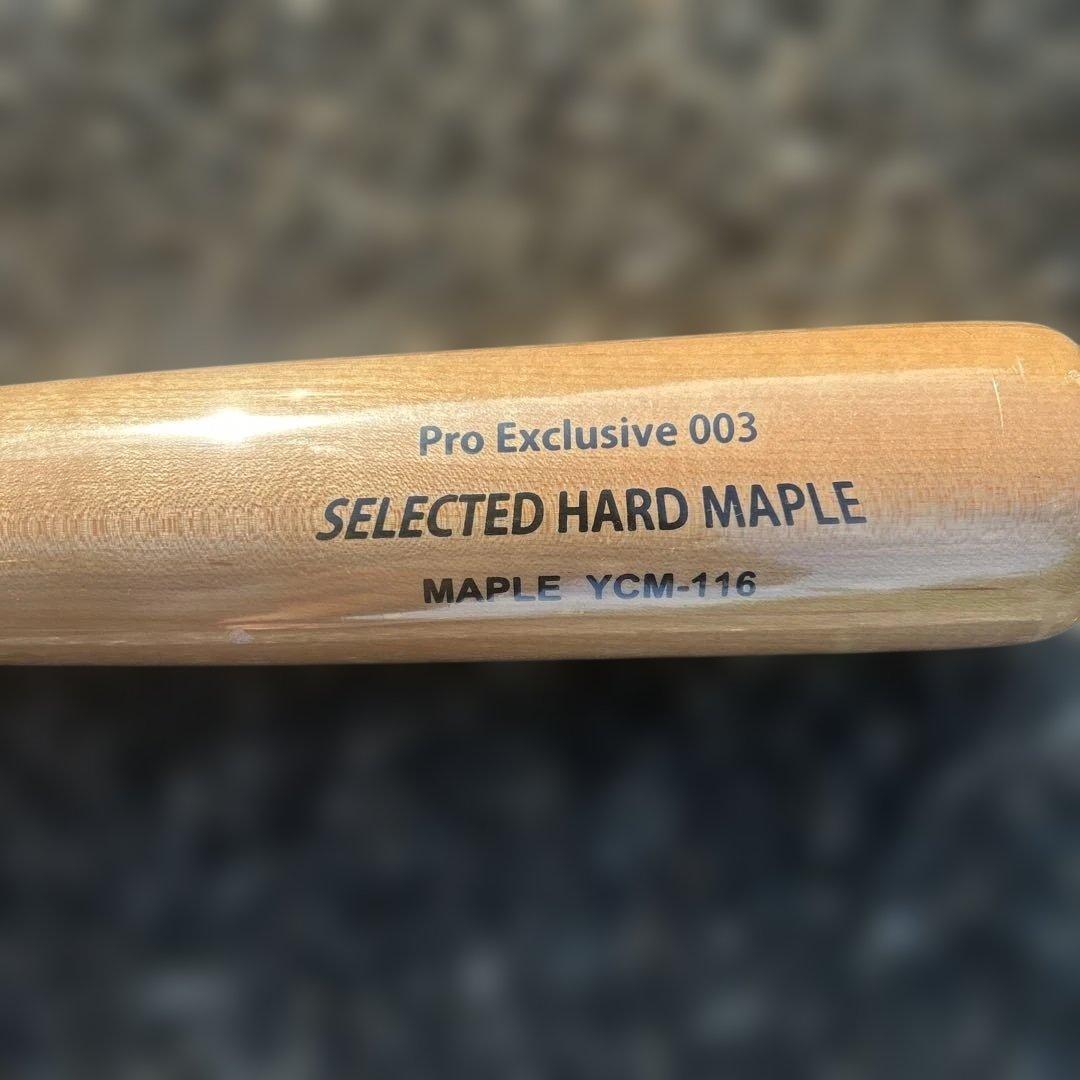 Pro Exclusive 003
SELECTED HARD MAPLE
MAPLE YCM-116